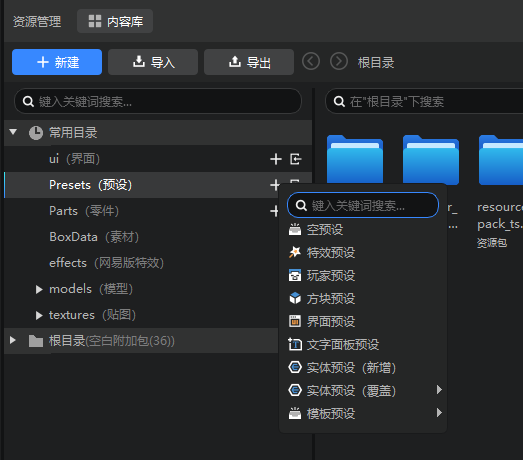 资源管理
内容库
新建
导入
导出
根目录
键入关键词搜索...
在"根目录"下搜索
常用目录
ui（界面）
Presets（预设）
Parts（零件）
BoxData（素材）
effects（网易版特效）
models（模型）
textures（贴图）
根目录(空白附加包(36))
键入关键词搜索...
空预设
特效预设
玩家预设
方块预设
界面预设
文字面板预设
实体预设（新增）
实体预设（覆盖）
模板预设
r_
...
resource
pack_ts.
资源包